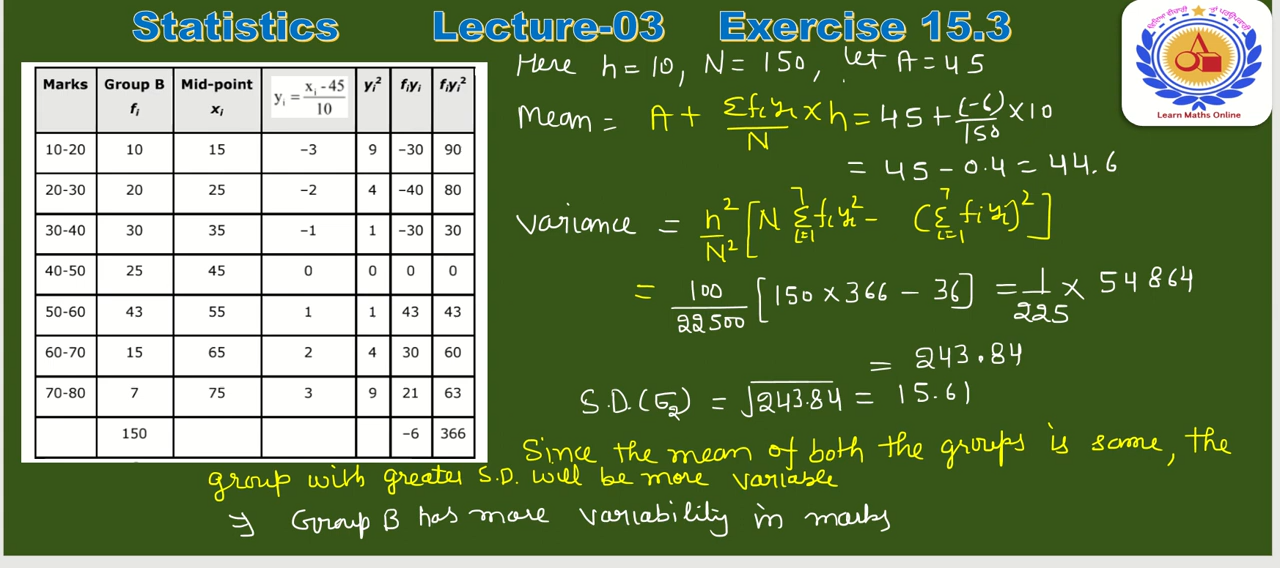 Statistics Lecture-03 Exercise 15.3
Learn Maths Online
Marks Group B fᵢ Mid-point xᵢ yᵢ = (xᵢ - 45)/10 yᵢ² fᵢyᵢ fᵢyᵢ²
10-20 10 15 −3 9 −30 90
20-30 20 25 −2 4 −40 80
30-40 30 35 −1 1 −30 30
40-50 25 45 0 0 0 0
50-60 43 55 1 1 43 43
60-70 15 65 2 4 30 60
70-80 7 75 3 9 21 63
150 −6 366
Here h = 10, N = 150, let A = 45
Mean = A + Σfᵢyᵢ/N × h = 45 + (-6)/150 × 10
= 45 - 0.4 = 44.6
Variance = h²/N² [N Σ⁷ᵢ₌₁ fᵢyᵢ² - (Σ⁷ᵢ₌₁ fᵢyᵢ)²]
= 100/22500 [150 × 366 - 36] = 1/225 × 54864
= 243.84
S.D.(σ₂) = √243.84 = 15.61
Since the mean of both the groups is same, the
group with greater S.D. will be more variable
⇒ Group B has more variability in marks